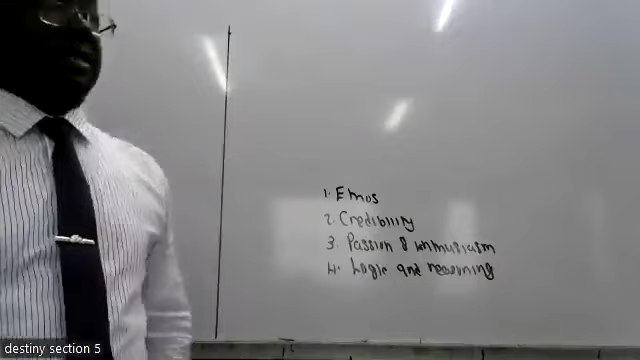 1. Ethos
2. Credibility
3. Passion & enthusiasm
4. Logic and reasoning
destiny section 5